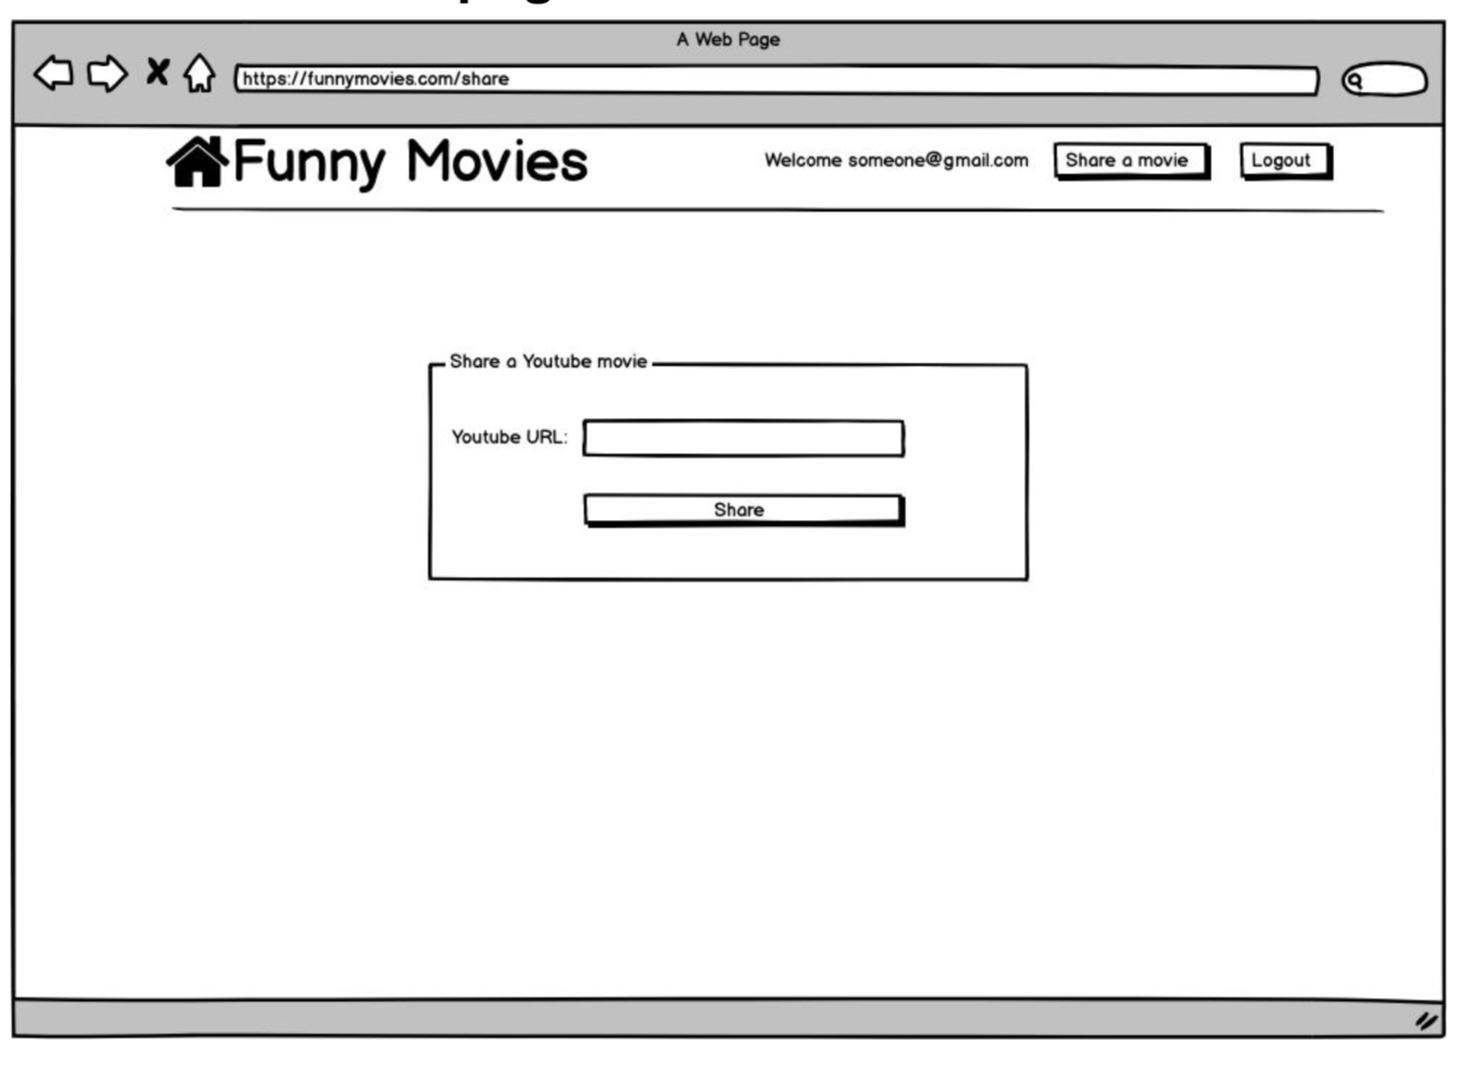 A Web Page
https://funnymovies.com/share
Funny Movies
Welcome someone@gmail.com
Share a movie
Logout
Share a Youtube movie
Youtube URL:
Share